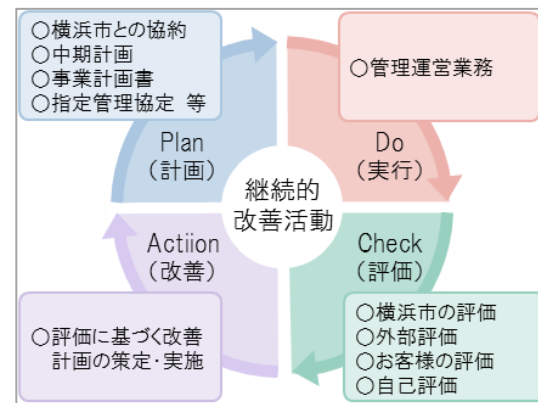 ○横浜市との協約
○中期計画
○事業計画書
○指定管理協定 等
Plan
（計画）
○管理運営業務
Do
（実行）
継続的
改善活動
Actiion
（改善）
○評価に基づく改善
計画の策定・実施
Check
（評価）
○横浜市の評価
○外部評価
○お客様の評価
○自己評価